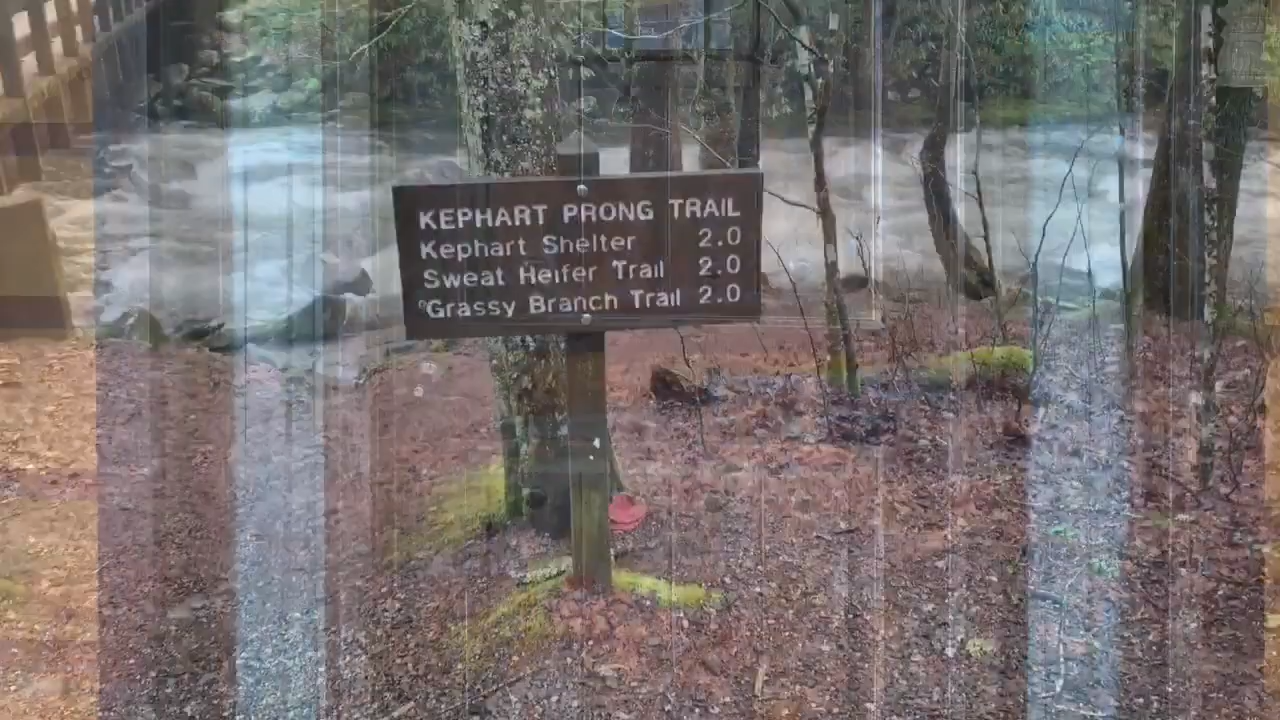 KEPHART PRONG TRAIL
Kephart Shelter 2.0
Sweat Heifer Trail 2.0
Grassy Branch Trail 2.0